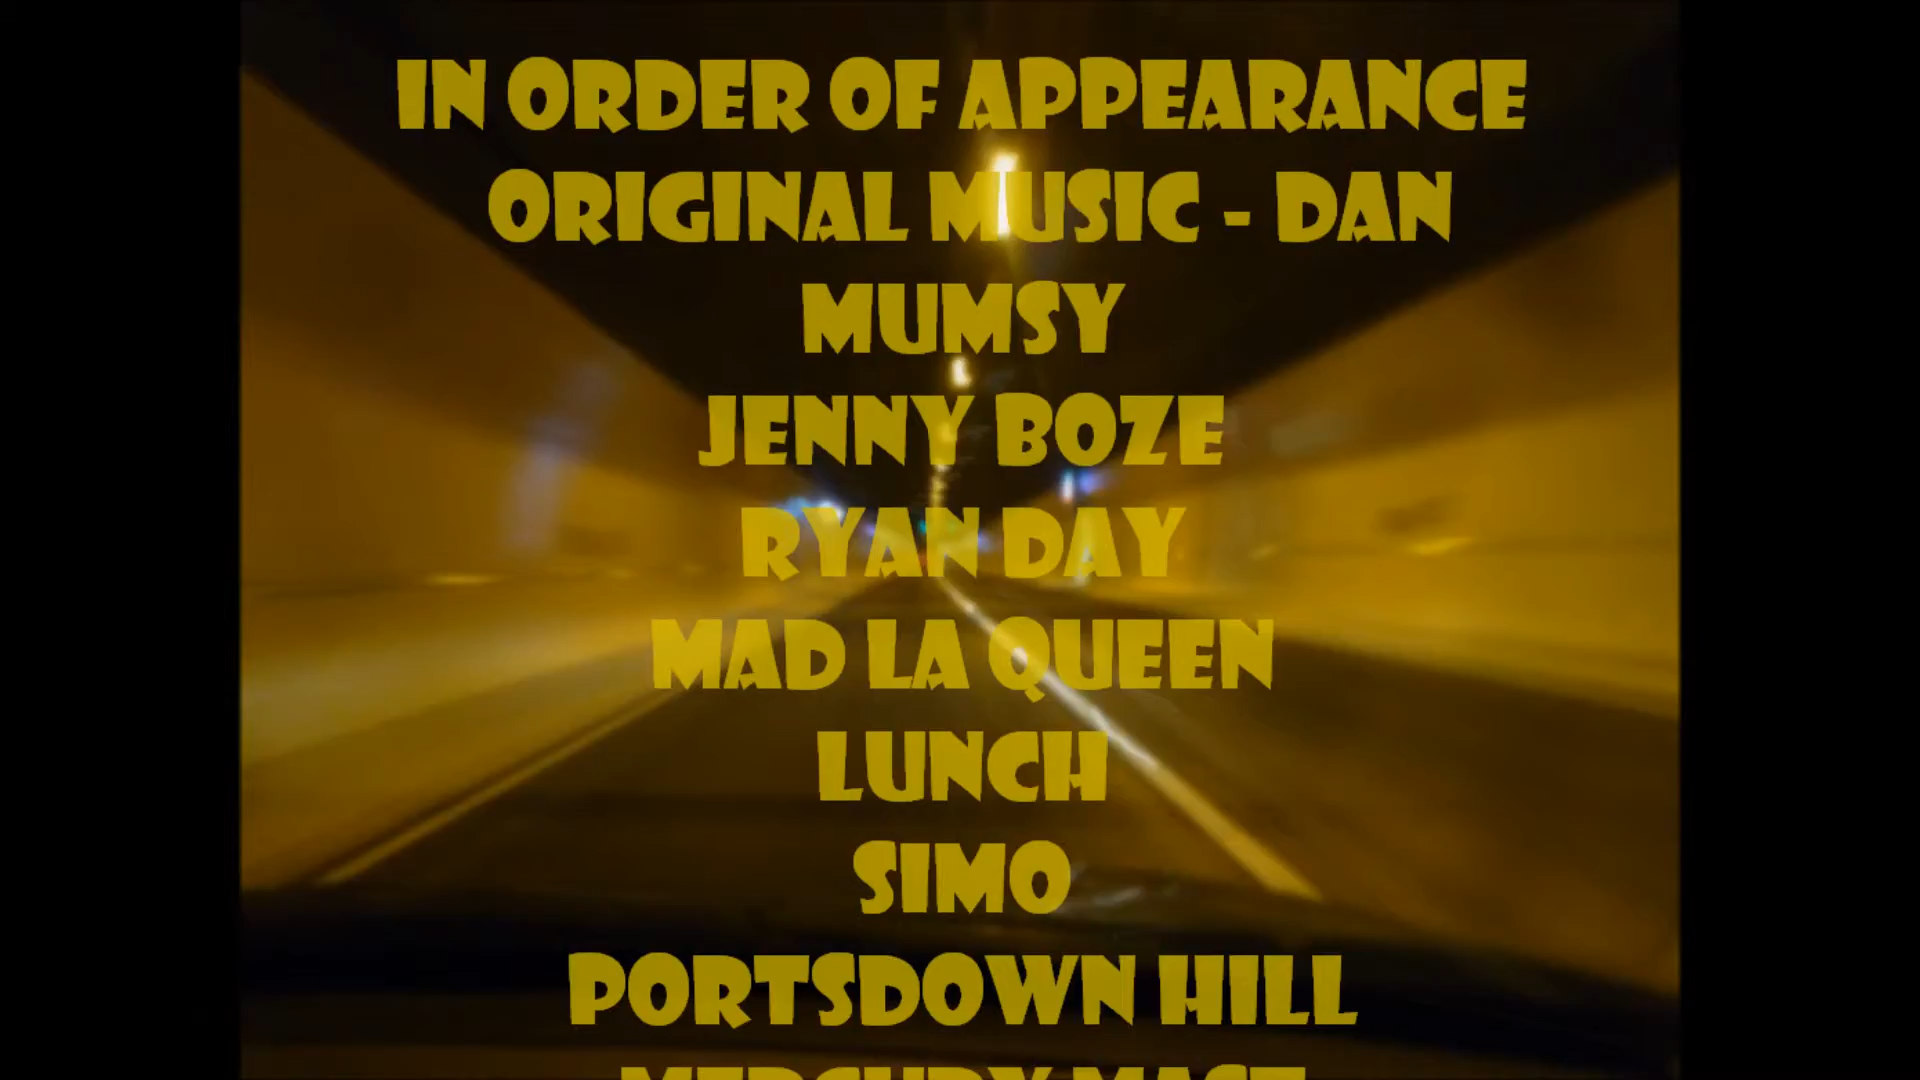 IN ORDER OF APPEARANCE
ORIGINAL MUSIC - DAN
MUMSY
JENNY BOZE
RYAN DAY
MAD LA QUEEN
LUNCH
SIMO
PORTSDOWN HILL